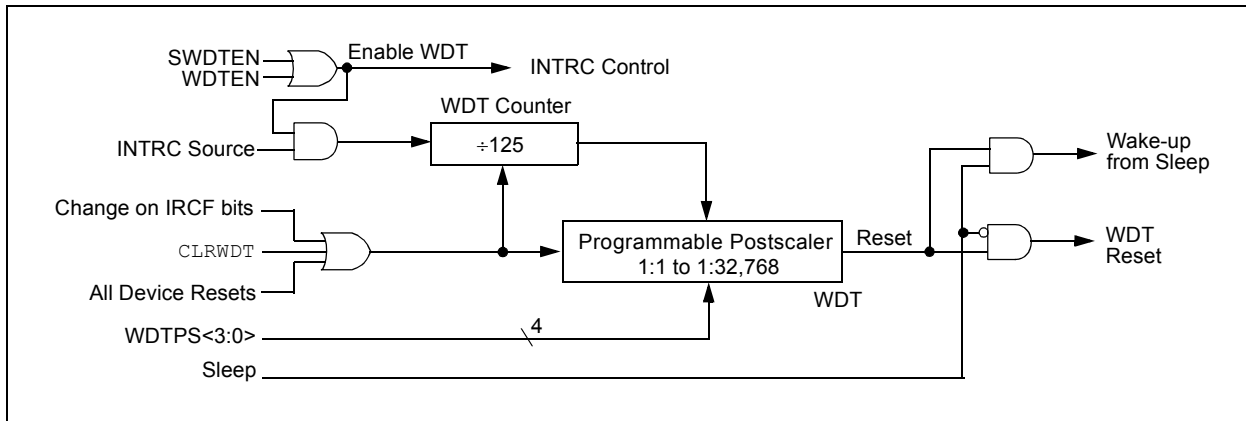 SWDTEN
WDTEN
Enable WDT
INTRC Control
WDT Counter
÷125
INTRC Source
Wake-up
from Sleep
Change on IRCF bits
CLRWDT
All Device Resets
Programmable Postscaler
1:1 to 1:32,768
Reset
WDT
Reset
WDT
WDTPS<3:0>
4
Sleep